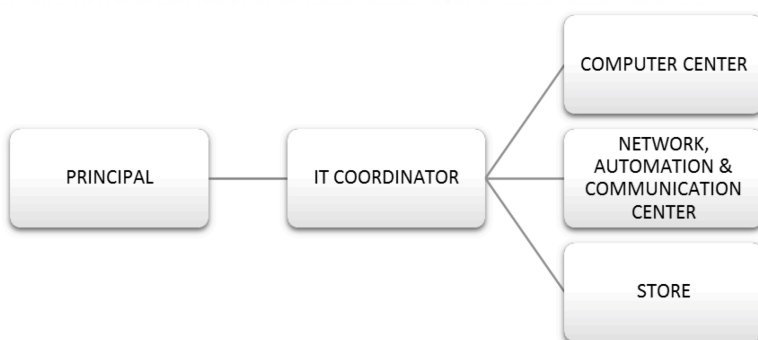 PRINCIPAL
IT COORDINATOR
COMPUTER CENTER
NETWORK,
AUTOMATION &
COMMUNICATION
CENTER
STORE